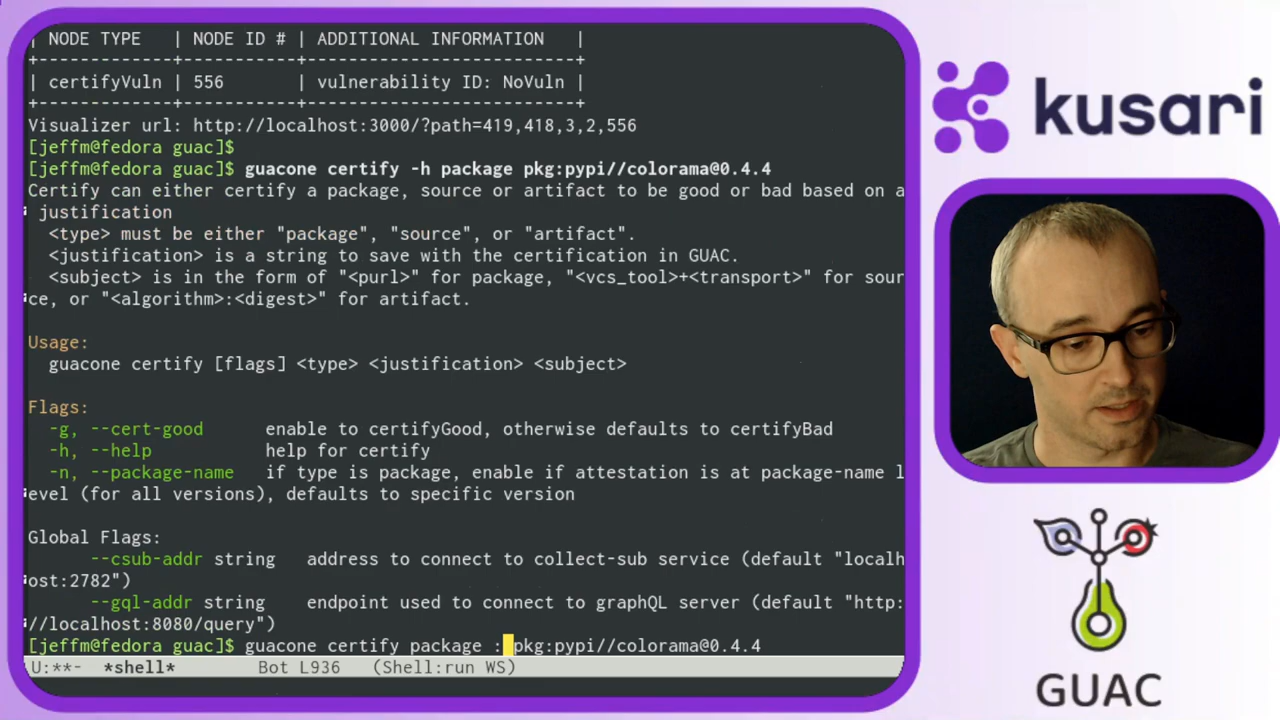 | NODE TYPE | NODE ID # | ADDITIONAL INFORMATION |
+-------------+-----------+-------------------------+
| certifyVuln | 556 | vulnerability ID: NoVuln |
+-------------+-----------+-------------------------+
Visualizer url: http://localhost:3000/?path=419,418,3,2,556
[jeffm@fedora guac]$
[jeffm@fedora guac]$ guacone certify -h package pkg:pypi//colorama@0.4.4
Certify can either certify a package, source or artifact to be good or bad based on a
justification
<type> must be either "package", "source", or "artifact".
<justification> is a string to save with the certification in GUAC.
<subject> is in the form of "<purl>" for package, "<vcs_tool>+<transport>" for sour
ce, or "<algorithm>:<digest>" for artifact.
Usage:
guacone certify [flags] <type> <justification> <subject>
Flags:
-g, --cert-good enable to certifyGood, otherwise defaults to certifyBad
-h, --help help for certify
-n, --package-name if type is package, enable if attestation is at package-name l
evel (for all versions), defaults to specific version
Global Flags:
--csub-addr string address to connect to collect-sub service (default "localh
ost:2782")
--gql-addr string endpoint used to connect to graphQL server (default "http:
//localhost:8080/query")
[jeffm@fedora guac]$ guacone certify package : pkg:pypi//colorama@0.4.4
U:**- *shell* Bot L936 (Shell:run WS)
kusari
GUAC